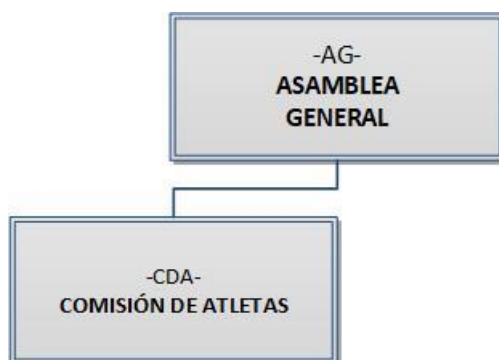 -AG-
ASAMBLEA
GENERAL
-CDA-
COMISIÓN DE ATLETAS